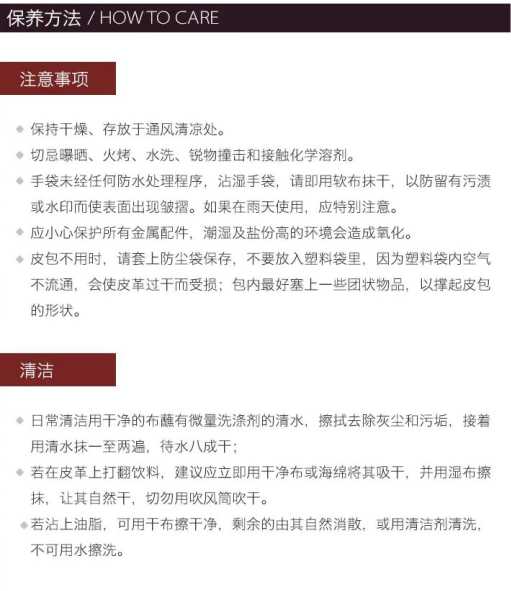 保养方法 / HOW TO CARE
注意事项
保持干燥、存放于通风清凉处。
切忌曝晒、火烤、水洗、锐物撞击和接触化学溶剂。
手袋未经任何防水处理程序，沾湿手袋，请即用软布抹干，以防留有污渍
或水印而使表面出现皱摺。如果在雨天使用，应特别注意。
应小心保护所有金属配件，潮湿及盐份高的环境会造成氧化。
皮包不用时，请套上防尘袋保存，不要放入塑料袋里，因为塑料袋内空气
不流通，会使皮革过干而受损；包内最好塞上一些团状物品，以撑起皮包
的形状。
清洁
日常清洁用干净的布蘸有微量洗涤剂的清水，擦拭去除灰尘和污垢，接着
用清水抹一至两遍，待水八成干；
若在皮革上打翻饮料，建议应立即用干净布或海绵将其吸干，并用湿布擦
抹，让其自然干，切勿用吹风筒吹干。
若沾上油脂，可用干布擦干净，剩余的由其自然消散，或用清洁剂清洗，
不可用水擦洗。